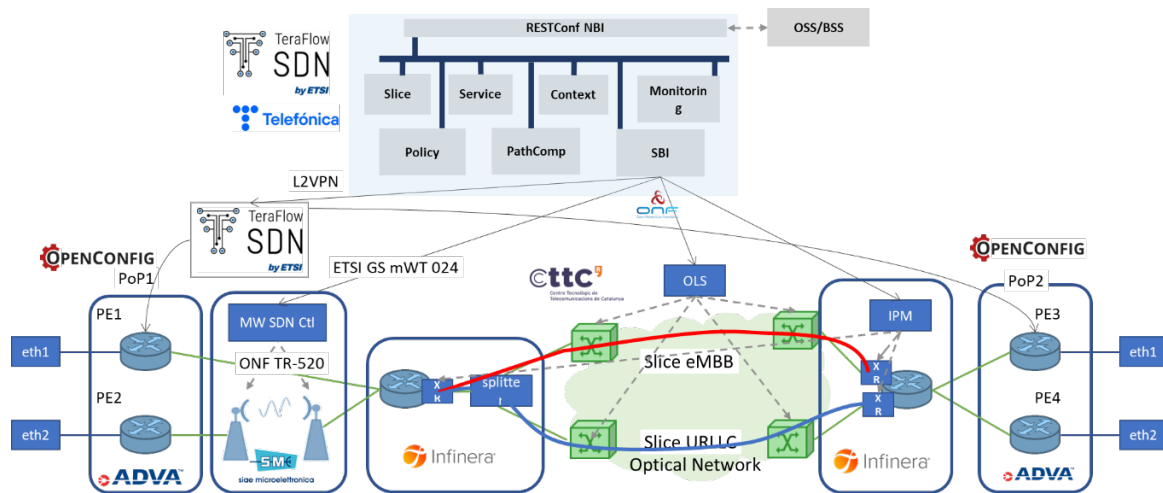 RESTConf NBI
OSS/BSS
TeraFlow
SDN
by ETSI
Telefónica
Slice
Service
Context
Monitorin
g
Policy
PathComp
SBI
L2VPN
ONF
TeraFlow
SDN
by ETSI
OPENCONFIG
PoP1
ETSI GS mWT 024
cttc
Centre Tecnològic de
Telecomunicacions de Catalunya
OLS
OPENCONFIG
PoP2
PE1
MW SDN Ctl
IPM
PE3
eth1
eth1
ONF TR-520
Slice eMBB
X
R
splitte
r
X
R
X
R
PE2
PE4
eth2
eth2
Slice URLLC
Optical Network
ADVA™
SM
siae microelettronica
Infinera
Infinera
ADVA™